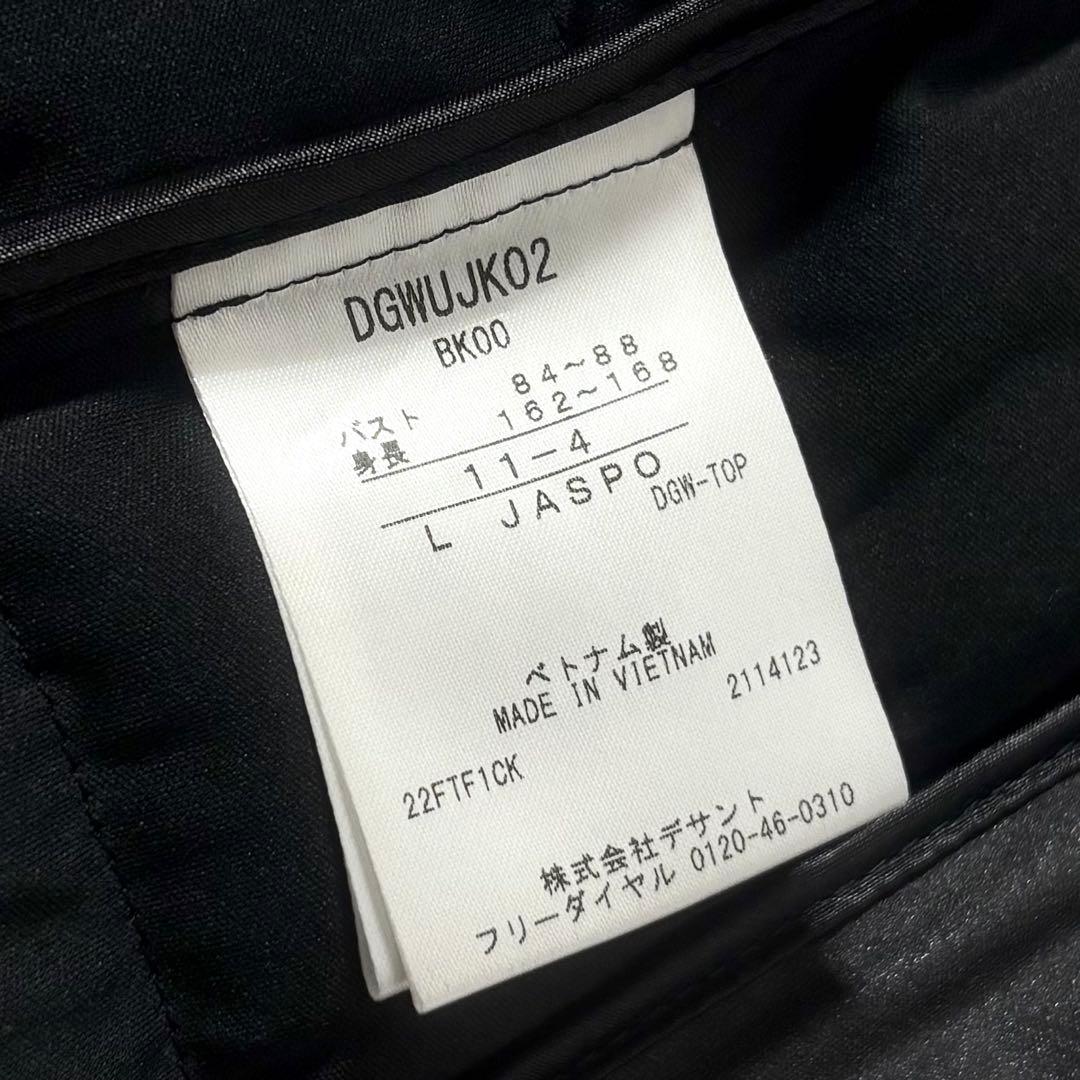 DGWUJK02
BK00
バスト 84~88
身長 162~168
11-4
L JASPO
DGW-TOP
ベトナム製
MADE IN VIETNAM
2114123
22FTF1CK
株式会社デサント
フリーダイヤル 0120-46-0310